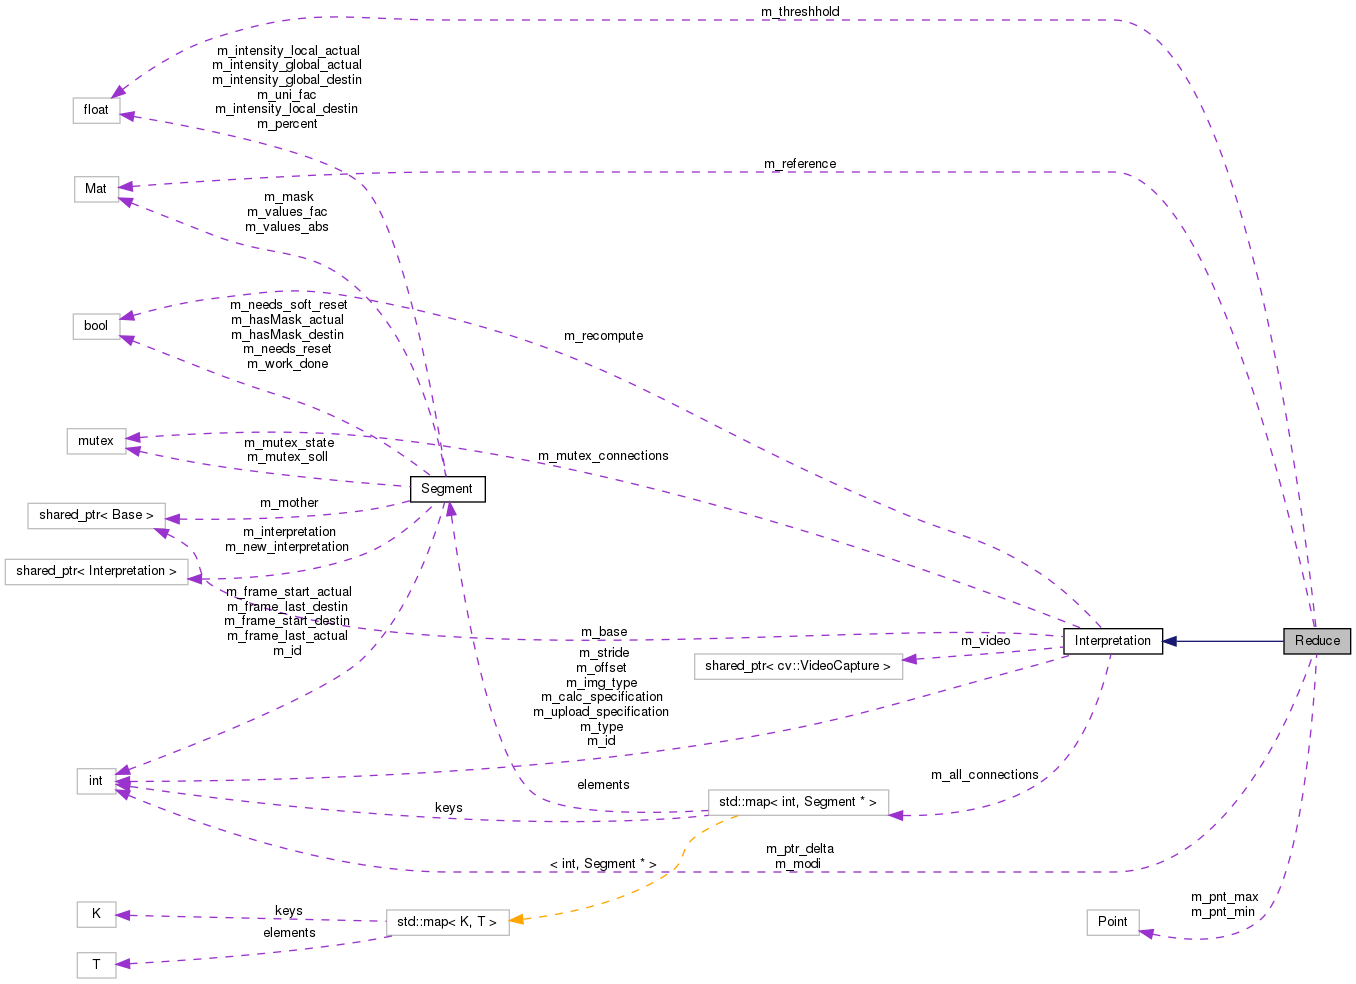 m_threshhold
m_intensity_local_actual
m_intensity_global_actual
m_intensity_global_destin
m_uni_fac
m_intensity_local_destin
m_percent
float
m_reference
Mat
m_mask
m_values_fac
m_values_abs
m_needs_soft_reset
m_hasMask_actual
m_hasMask_destin
m_needs_reset
m_work_done
bool
m_recompute
mutex
m_mutex_state
m_mutex_soll
m_mutex_connections
Segment
m_mother
shared_ptr< Base >
m_interpretation
m_new_interpretation
shared_ptr< Interpretation >
m_frame_start_actual
m_frame_last_destin
m_frame_start_destin
m_frame_last_actual
m_id
m_base
m_video
Interpretation
Reduce
shared_ptr< cv::VideoCapture >
m_stride
m_offset
m_img_type
m_calc_specification
m_upload_specification
m_type
m_id
int
elements
m_all_connections
keys
std::map< int, Segment * >
< int, Segment * >
m_ptr_delta
m_modi
K
keys
std::map< K, T >
elements
T
Point
m_pnt_max
m_pnt_min